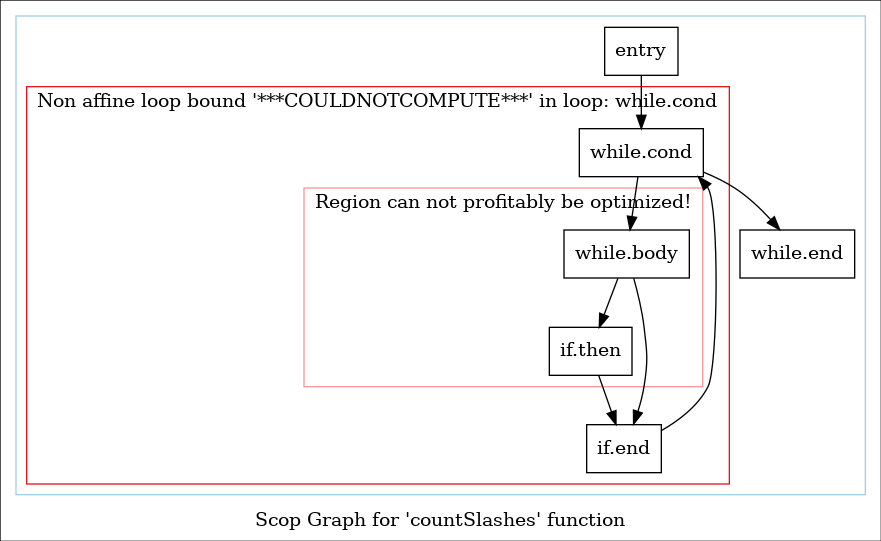 entry
Non affine loop bound '***COULDNOTCOMPUTE***' in loop: while.cond
while.cond
Region can not profitably be optimized!
while.body
while.end
if.then
if.end
Scop Graph for 'countSlashes' function